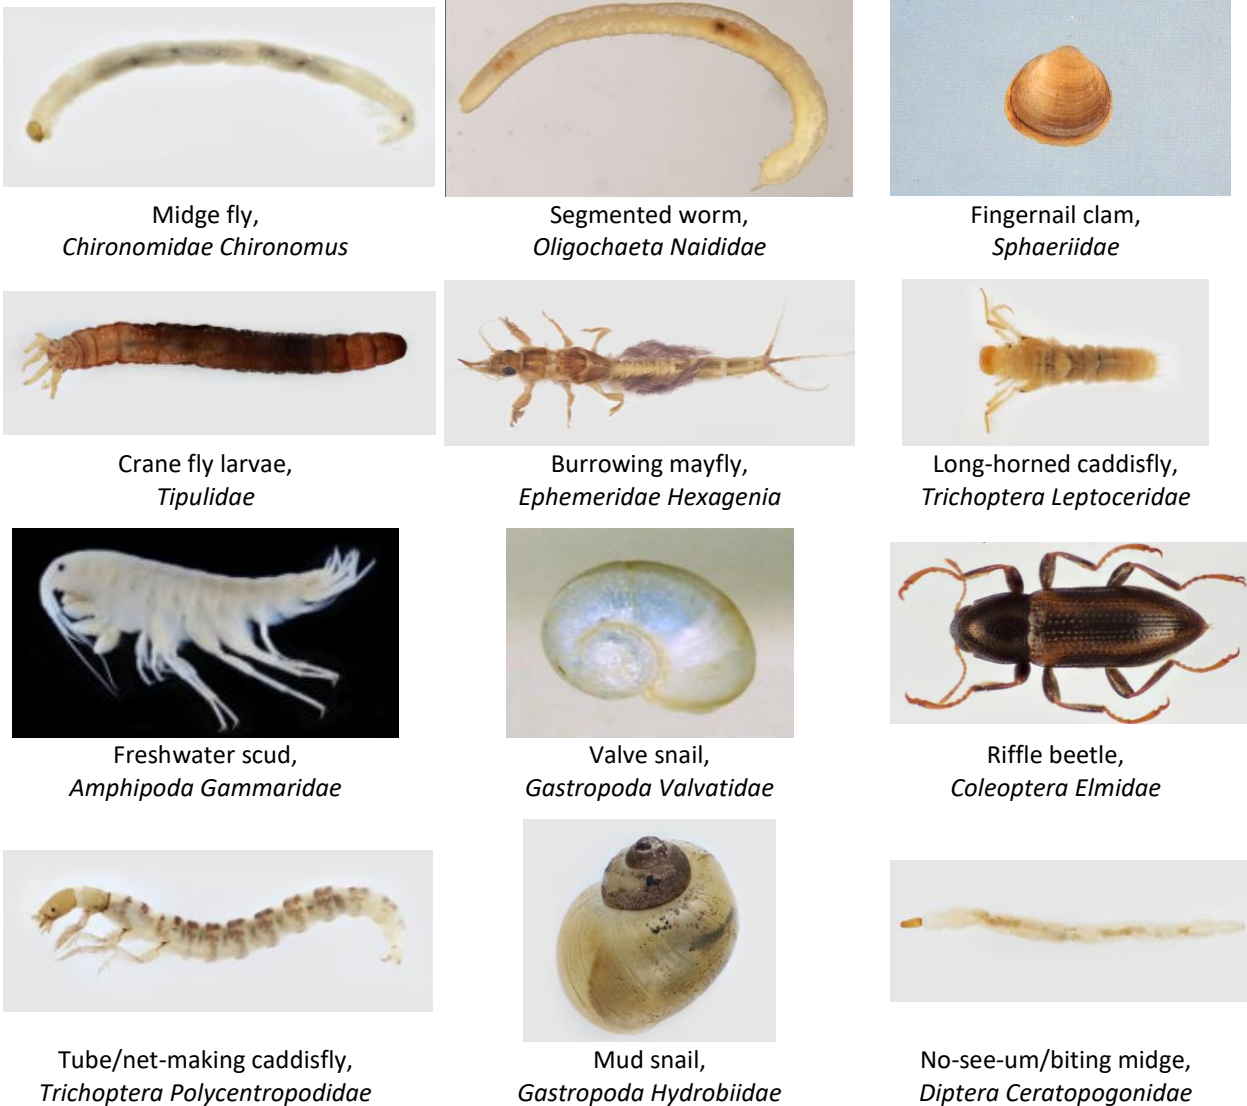 Midge fly,
Chironomidae Chironomus
Segmented worm,
Oligochaeta Naididae
Fingernail clam,
Sphaeriidae
Crane fly larvae,
Tipulidae
Burrowing mayfly,
Ephemeridae Hexagenia
Long-horned caddisfly,
Trichoptera Leptoceridae
Freshwater scud,
Amphipoda Gammaridae
Valve snail,
Gastropoda Valvatidae
Riffle beetle,
Coleoptera Elmidae
Tube/net-making caddisfly,
Trichoptera Polycentropodidae
Mud snail,
Gastropoda Hydrobiidae
No-see-um/biting midge,
Diptera Ceratopogonidae